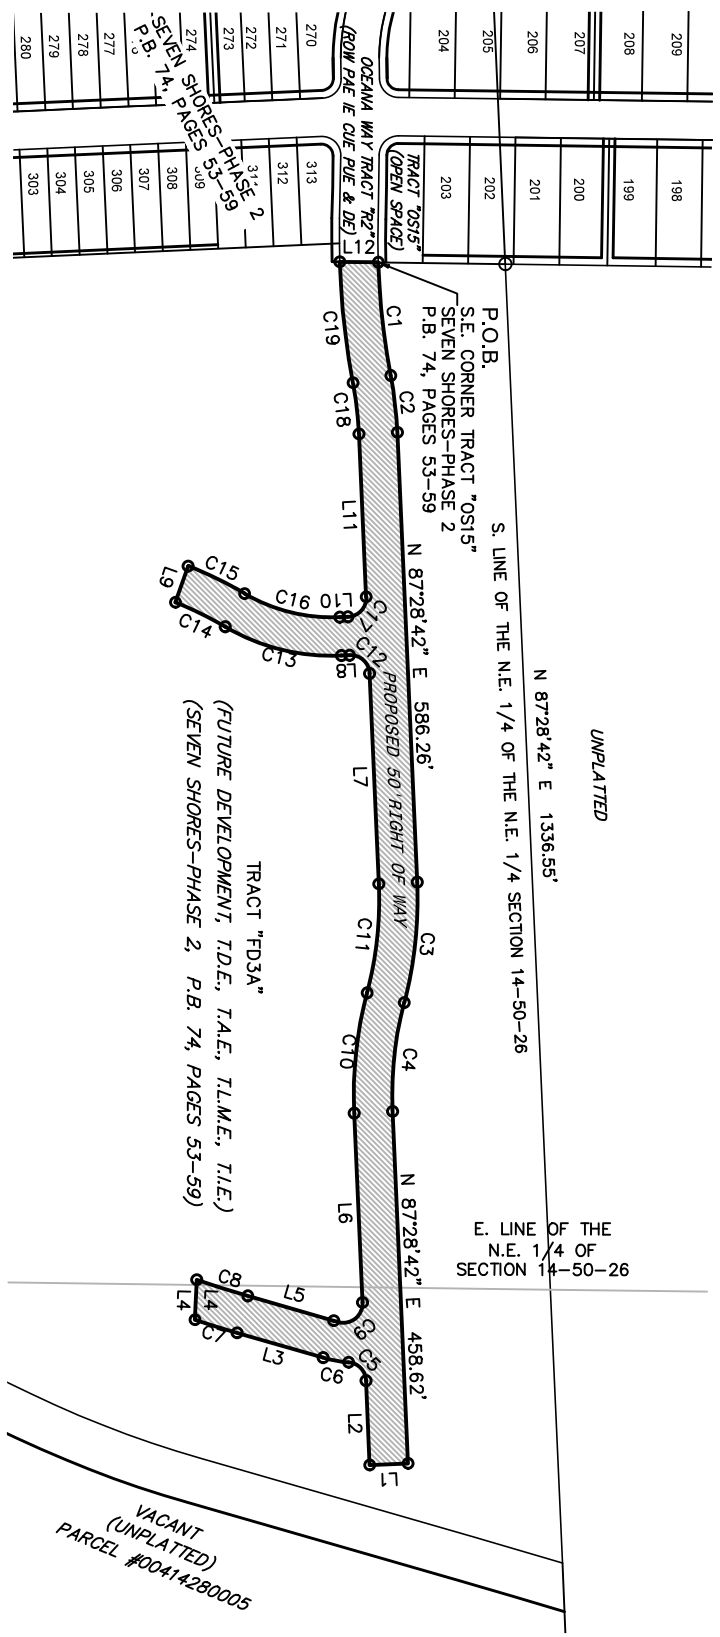 270
271
272
273
274
277
278
279
280
204
205
206
207
208
209
SEVEN SHORES-PHASE 2
P.B. 74, PAGES 53-59
OCEANA WAY TRACT "R2"
(ROW PAE IE CUE PUE & DE)
TRACT "OS15"
(OPEN SPACE)
303
304
305
306
307
308
312
313
203
202
201
200
199
198
L12
P.O.B.
S.E. CORNER TRACT "OS15"
SEVEN SHORES-PHASE 2
P.B. 74, PAGES 53-59
C1
C19
C2
C18
L11
C15
L9
C14
C16
L10
C17
C13
L8
C12
N 87°28'42" E 586.26'
S. LINE OF THE N.E. 1/4 OF THE N.E. 1/4 SECTION 14-50-26
N 87°28'42" E 1336.55'
UNPLATTED
PROPOSED 50' RIGHT OF WAY
L7
C11
C3
C10
C4
TRACT "FD3A"
(FUTURE DEVELOPMENT, T.D.E., T.A.E., T.L.M.E., T.I.E.)
(SEVEN SHORES-PHASE 2, P.B. 74, PAGES 53-59)
L6
N 87°28'42" E 458.62'
E. LINE OF THE
N.E. 1/4 OF
SECTION 14-50-26
C8
L5
L4
L4
C9
C7
L3
C6
C5
L2
L1
VACANT
(UNPLATTED)
PARCEL #00414280005